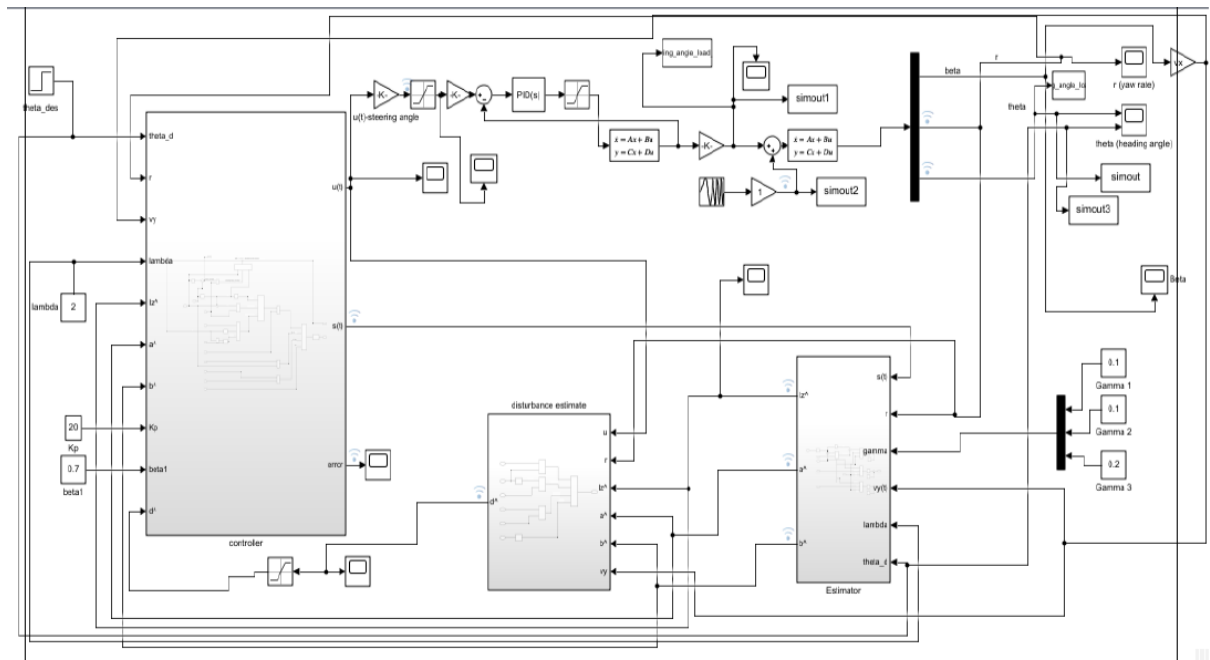 theta_des
theta_d
r
vy
lambda
lambda
2
Iz^
a^
b^
20
Kp
Kp
0.7
beta1
beta1
d^
u(t)
s(t)
error
controller
-K-
u(t)-steering angle
-K-
PID(s)
ẋ = Ax + Bu
y = Cx + Du
-K-
ing_angle_load
simout1
ẋ = Ax + Bu
y = Cx + Du
1
simout2
beta
r
theta
r (yaw rate)
vx
theta (heading angle)
simout
simout3
Beta
disturbance estimate
u
r
Iz^
a^
b^
vy
d^
Iz^
a^
b^
s(t)
r
gamma
vy(t)
lambda
theta_d
Estimator
0.1
Gamma 1
0.1
Gamma 2
0.2
Gamma 3